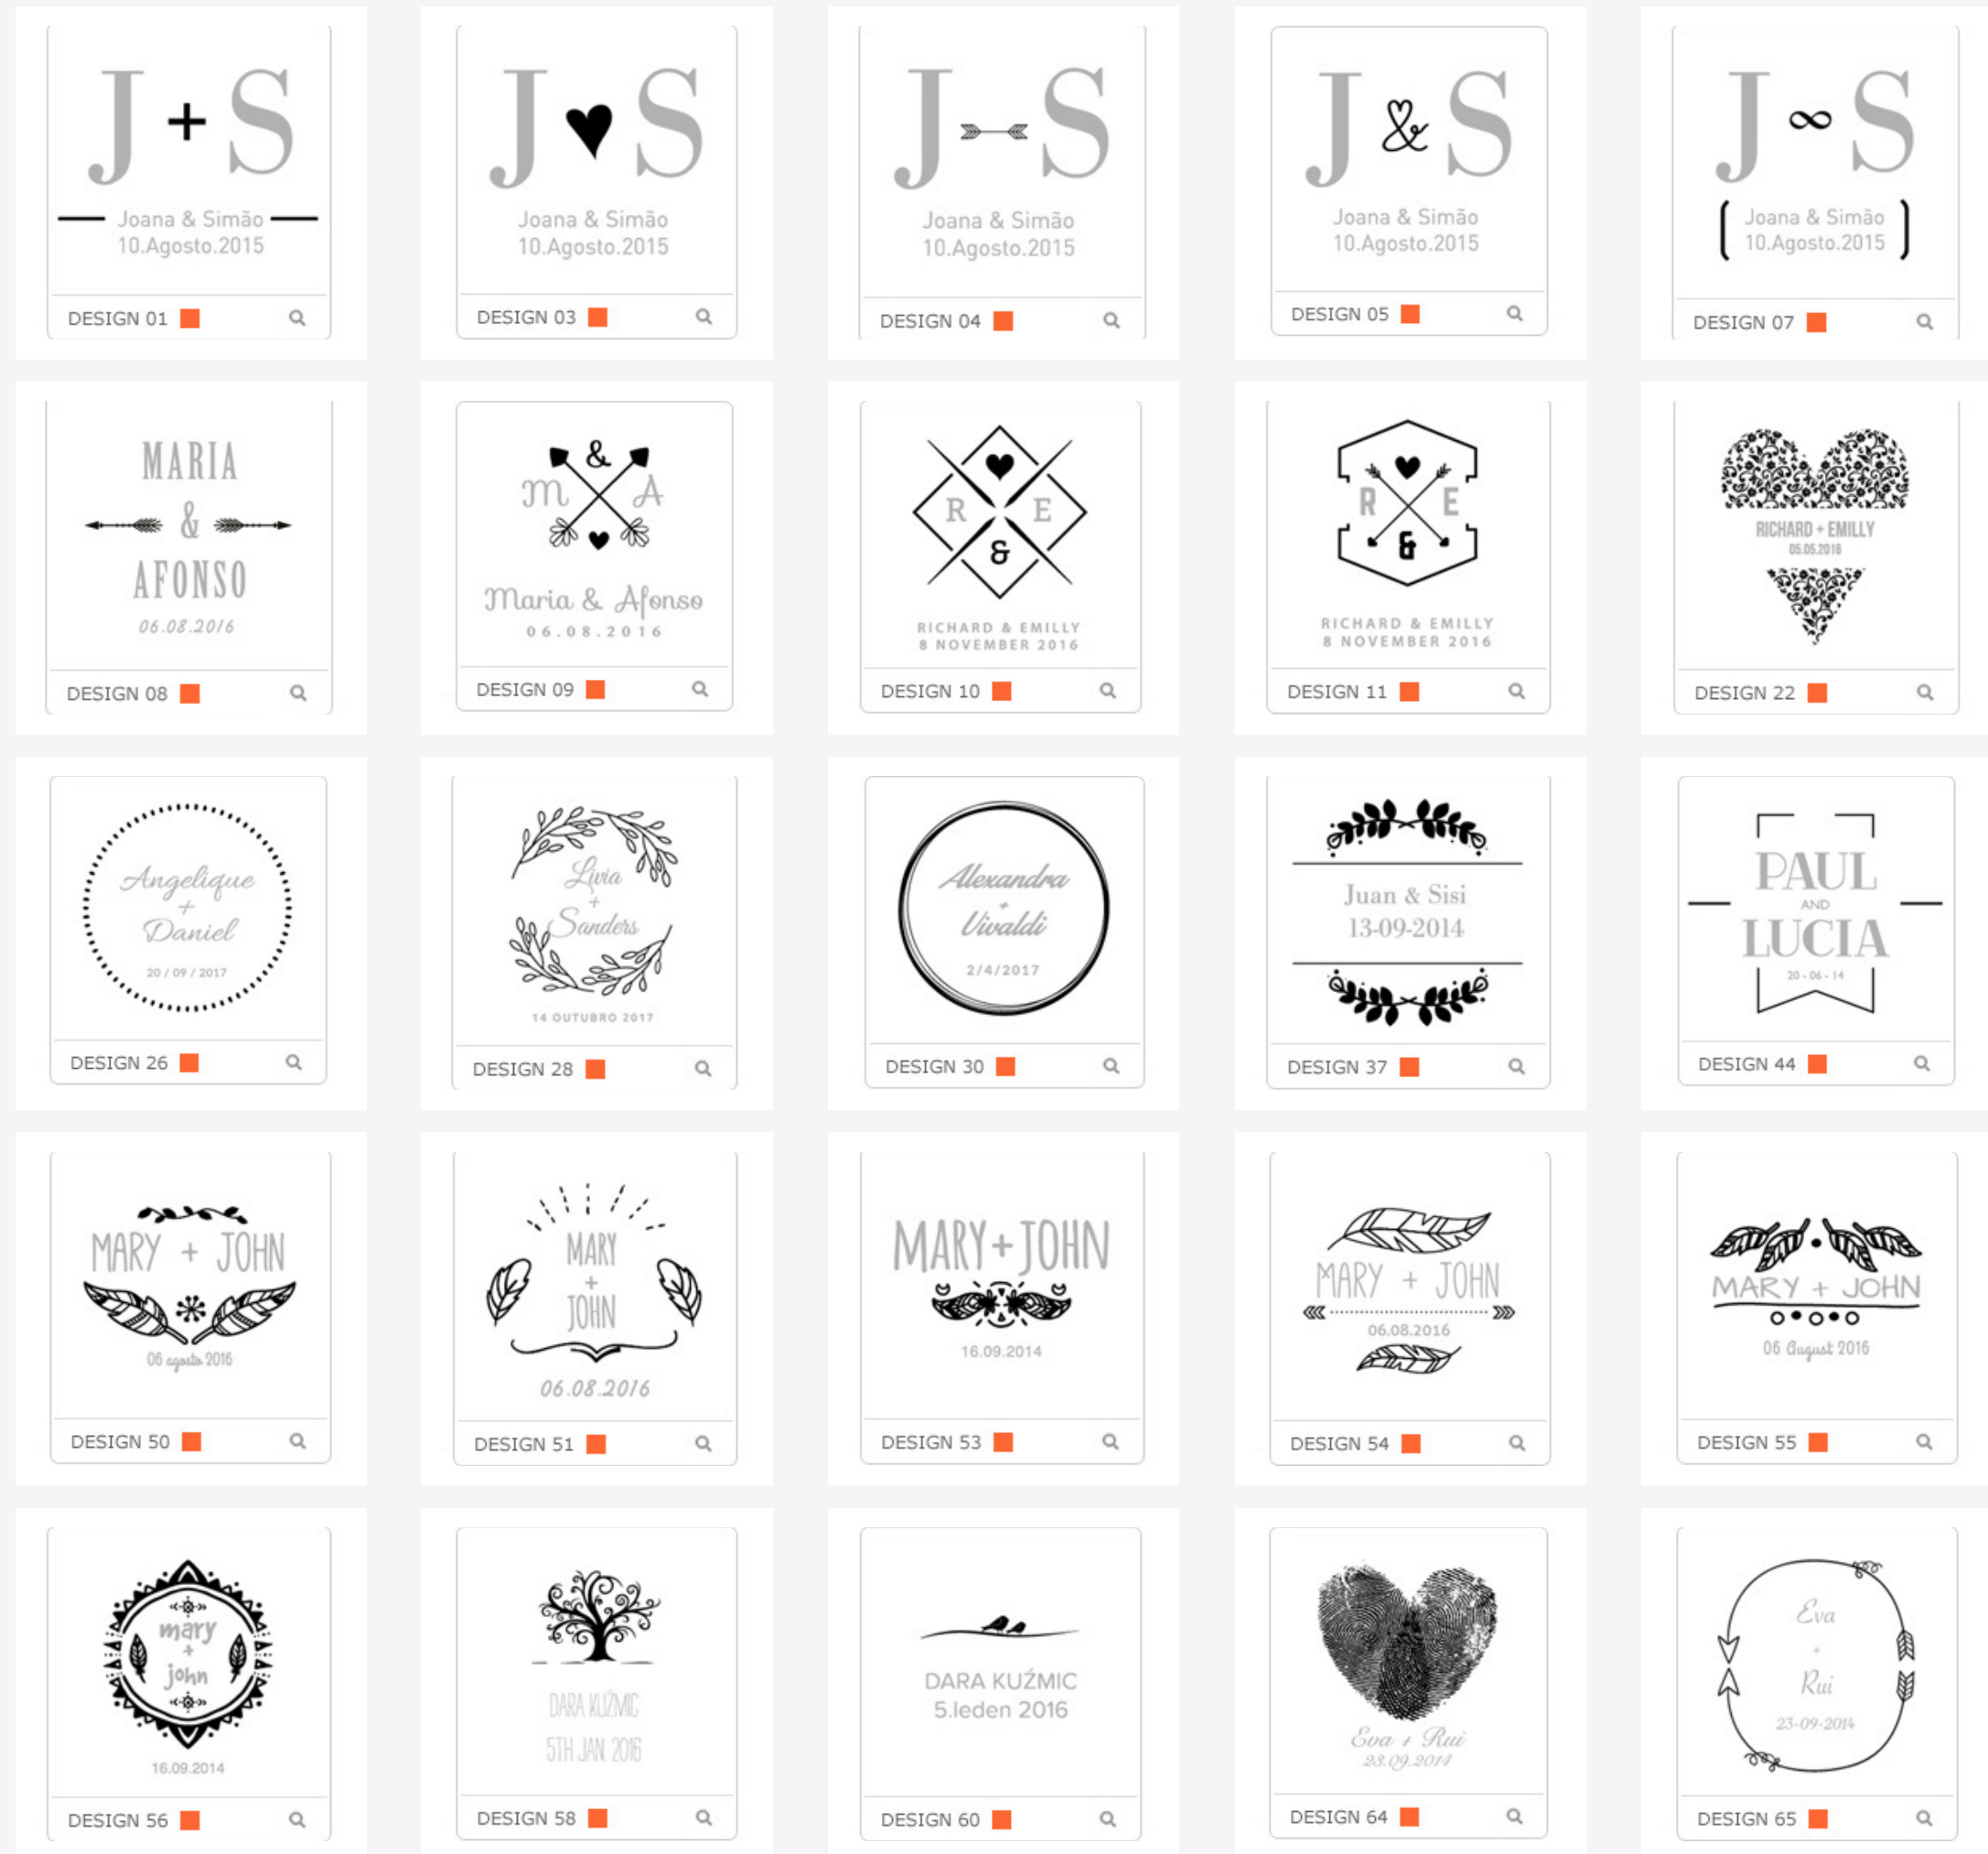 J + S
Joana & Simão
10.Agosto.2015
DESIGN 01
J S
Joana & Simão
10.Agosto.2015
DESIGN 03
J S
Joana & Simão
10.Agosto.2015
DESIGN 04
J & S
Joana & Simão
10.Agosto.2015
DESIGN 05
J ∞ S
Joana & Simão
10.Agosto.2015
DESIGN 07
MARIA
&
AFONSO
06.08.2016
DESIGN 08
&
M A
Maria & Afonso
06.08.2016
DESIGN 09
R E
&
RICHARD & EMILLY
8 NOVEMBER 2016
DESIGN 10
R E
&
RICHARD & EMILLY
8 NOVEMBER 2016
DESIGN 11
RICHARD + EMILLY
05.05.2016
DESIGN 22
Angelique
+
Daniel
20 / 09 / 2017
DESIGN 26
Livia
+
Sanders
14 OUTUBRO 2017
DESIGN 28
Alexandra
+
Vivaldi
2/4/2017
DESIGN 30
Juan & Sisi
13-09-2014
DESIGN 37
PAUL
AND
LUCIA
20 - 06 - 14
DESIGN 44
MARY + JOHN
06 agosto 2016
DESIGN 50
MARY
+
JOHN
06.08.2016
DESIGN 51
MARY+JOHN
16.09.2014
DESIGN 53
MARY + JOHN
06.08.2016
DESIGN 54
MARY + JOHN
06 August 2016
DESIGN 55
mary
+
john
16.09.2014
DESIGN 56
DARA KUŹMIC
5TH JAN. 2016
DESIGN 58
DARA KUŹMIC
5.leden 2016
DESIGN 60
Eva + Rui
23.09.2014
DESIGN 64
Eva
+
Rui
23-09-2014
DESIGN 65